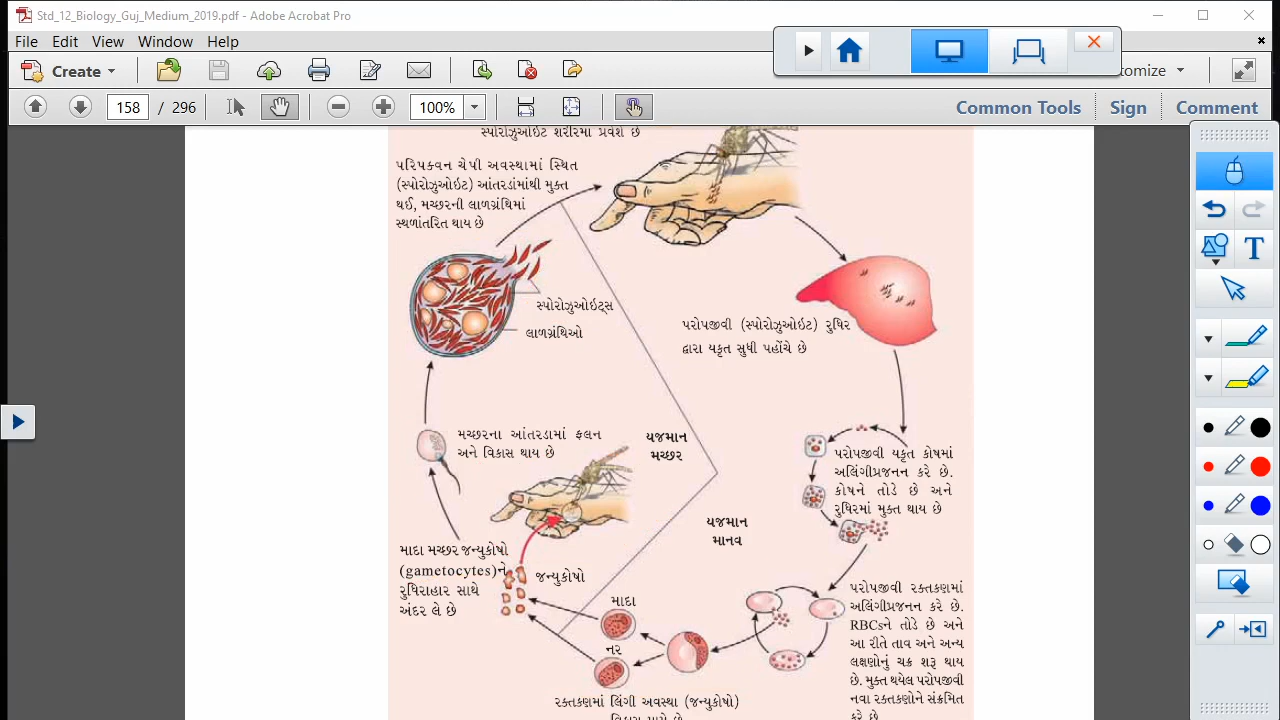 Std_12_Biology_Guj_Medium_2019.pdf - Adobe Acrobat Pro
File Edit View Window Help
Create
tomize
158 / 296
100%
Common Tools Sign Comment
સ્પોરોઝુઓઇટ શરીરમાં પ્રવેશે છે
પરિપક્વન ચેપી અવસ્થામાં સ્થિત
(સ્પોરોઝુઓઇટ) આંતરડાંમાંથી મુક્ત
થઈ, મચ્છરની લાળગ્રંથિમાં
સ્થળાંતરિત થાય છે
સ્પોરોઝુઓઇટ્સ
લાળગ્રંથિઓ
પરોપજીવી (સ્પોરોઝુઓઇટ) રુધિર
દ્વારા યકૃત સુધી પહોંચે છે
મચ્છરના આંતરડામાં ફલન
અને વિકાસ થાય છે
યજમાન
મચ્છર
પરોપજીવી યકૃત કોષમાં
અલિંગીપ્રજનન કરે છે.
કોષને તોડે છે અને
રુધિરમાં મુક્ત થાય છે
યજમાન
માનવ
માદા મચ્છર જન્યુકોષો
(gametocytes)ને
રુધિરાહાર સાથે
અંદર લે છે
જન્યુકોષો
માદા
નર
પરોપજીવી રક્તકણમાં
અલિંગીપ્રજનન કરે છે.
RBCsને તોડે છે અને
આ રીતે તાવ અને અન્ય
લક્ષણોનું ચક્ર શરૂ થાય
છે. મુક્ત થયેલ પરોપજીવી
નવા રક્તકણોને સંક્રમિત
કરે છે
રક્તકણમાં લિંગી અવસ્થા (જન્યુકોષો)
T